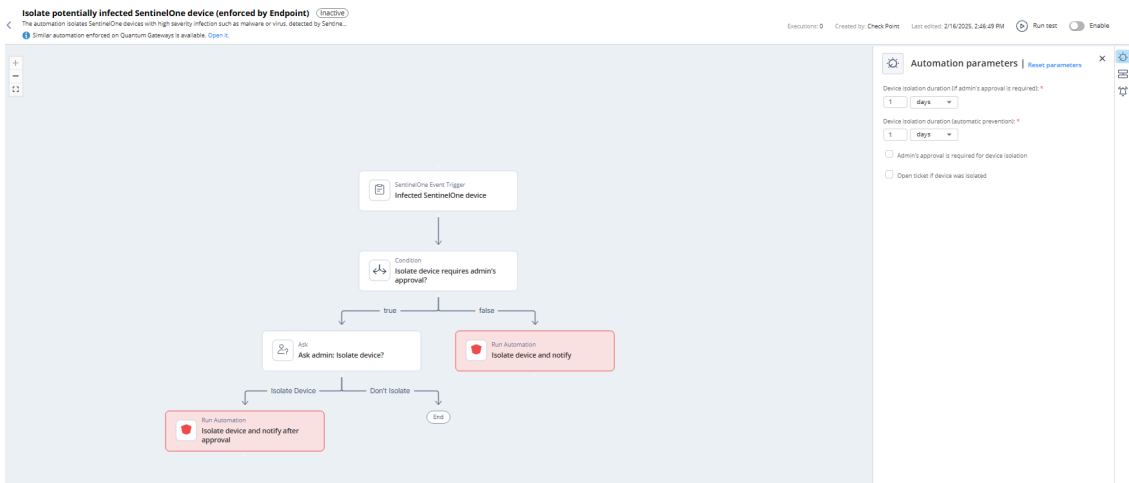 Isolate potentially infected SentinelOne device (enforced by Endpoint) Inactive
The automation isolates SentinelOne devices with high severity infection such as malware or virus, detected by Sentine...
Similar automation enforced on Quantum Gateways is available. Open it.
Executions: 0 Created by: Check Point Last edited: 2/16/2025, 2:46:49 PM Run test Enable
Automation parameters | Reset parameters
Device isolation duration (if admin's approval is required): *
1 days
Device isolation duration (automatic prevention): *
1 days
Admin's approval is required for device isolation
Open ticket if device was isolated
SentinelOne Event Trigger
Infected SentinelOne device
Condition
Isolate device requires admin's
approval?
true false
Ask
Ask admin: Isolate device?
Run Automation
Isolate device and notify
Isolate Device Don't Isolate
End
Run Automation
Isolate device and notify after
approval